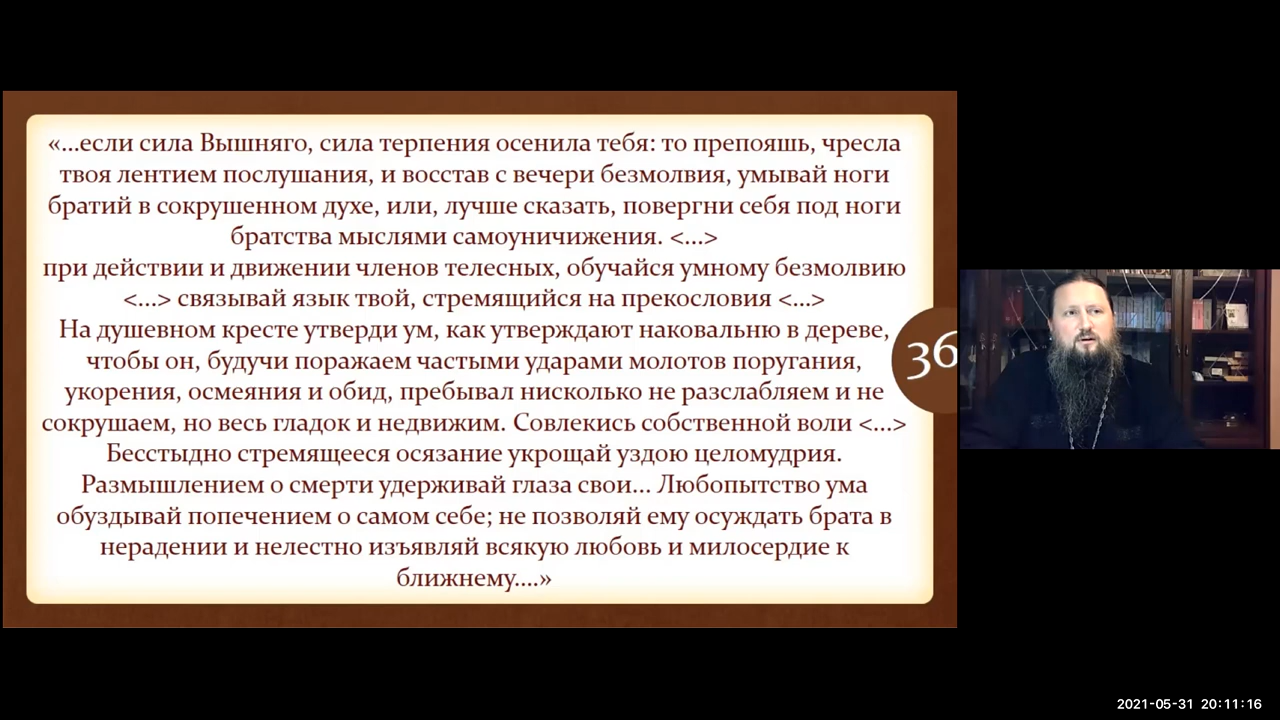 «...если сила Вышняго, сила терпения осенила тебя: то препояшь, чресла
твоя лентием послушания, и восстав с вечери безмолвия, умывай ноги
братий в сокрушенном духе, или, лучше сказать, повергни себя под ноги
братства мыслями самоуничижения. <...>
при действии и движении членов телесных, обучайся умному безмолвию
<...> связывай язык твой, стремящийся на прекословия <...>
На душевном кресте утверди ум, как утверждают наковальню в дереве,
чтобы он, будучи поражаем частыми ударами молотов поругания,
укорения, осмеяния и обид, пребывал нисколько не разслабляем и не
сокрушаем, но весь гладок и недвижим. Совлекись собственной воли <...>
Бесстыдно стремящееся осязание укрощай уздою целомудрия.
Размышлением о смерти удерживай глаза свои... Любопытство ума
обуздывай попечением о самом себе; не позволяй ему осуждать брата в
нерадении и нелестно изъявляй всякую любовь и милосердие к
ближнему....»
36
2021-05-31 20:11:16